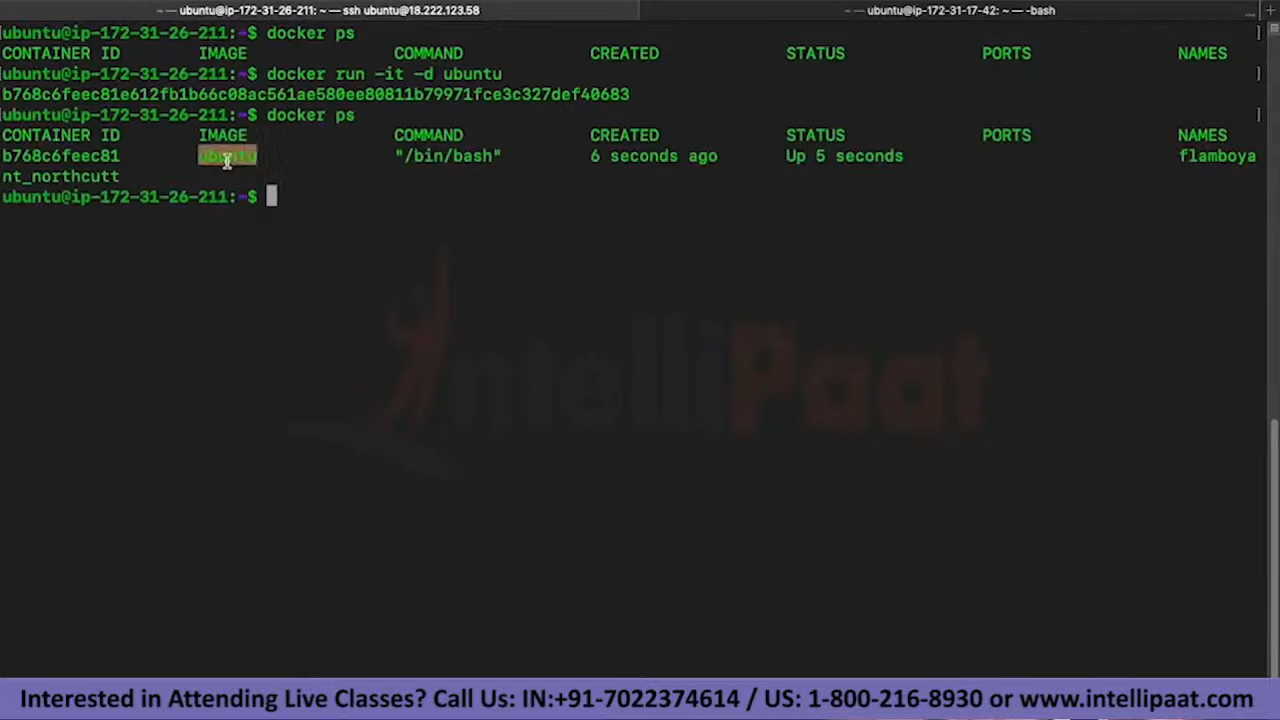 ~ — ubuntu@ip-172-31-26-211: ~ — ssh ubuntu@18.222.123.58
~ — ubuntu@ip-172-31-17-42: ~ — -bash
[ubuntu@ip-172-31-26-211:~$ docker ps ]
CONTAINER ID IMAGE COMMAND CREATED STATUS PORTS NAMES
[ubuntu@ip-172-31-26-211:~$ docker run -it -d ubuntu ]
b768c6feec81e612fb1b66c08ac561ae580ee80811b79971fce3c327def40683
[ubuntu@ip-172-31-26-211:~$ docker ps ]
CONTAINER ID IMAGE COMMAND CREATED STATUS PORTS NAMES
b768c6feec81 ubuntu "/bin/bash" 6 seconds ago Up 5 seconds flamboya
nt_northcutt
ubuntu@ip-172-31-26-211:~$
IntelliPaat
Interested in Attending Live Classes? Call Us: IN:+91-7022374614 / US: 1-800-216-8930 or www.intellipaat.com